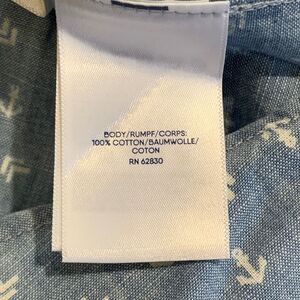 BODY/RUMPF/CORPS:
100% COTTON/BAUMWOLLE/
COTON
RN 62830